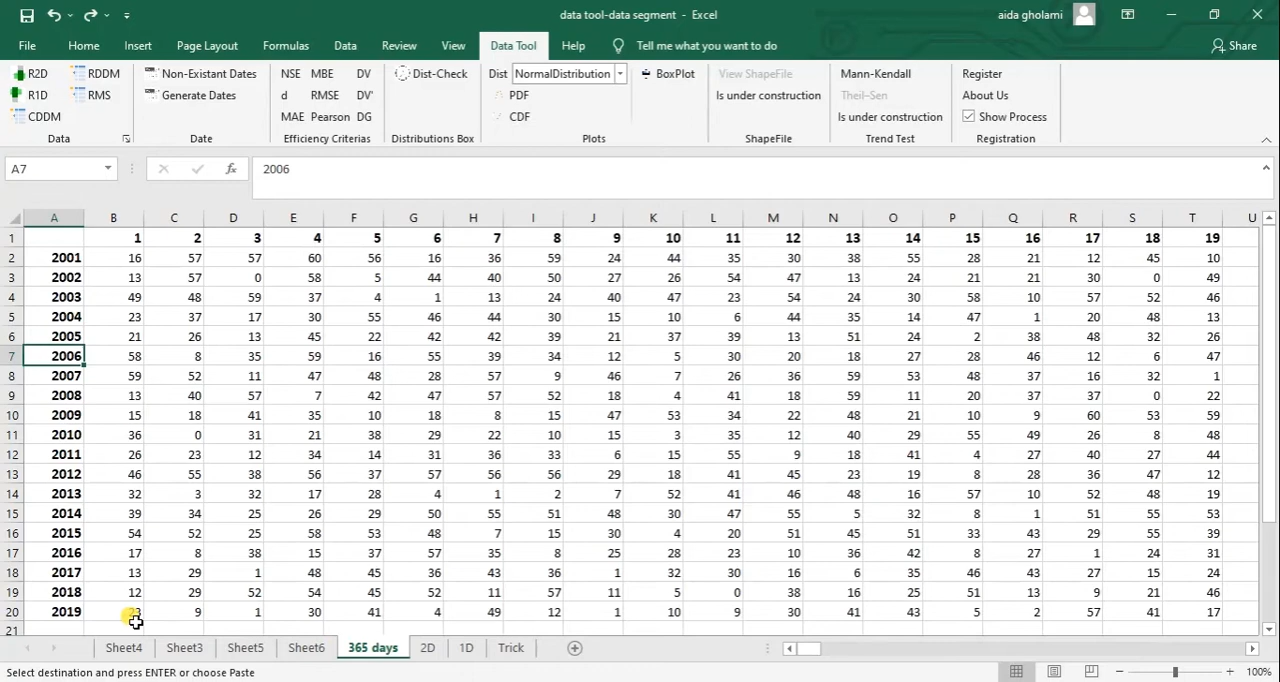 data tool-data segment - Excel
aida gholami
File Home Insert Page Layout Formulas Data Review View Data Tool Help Tell me what you want to do Share
R2D RDDM Non-Existant Dates NSE MBE DV Dist-Check Dist NormalDistribution BoxPlot View ShapeFile Mann-Kendall Register
R1D RMS Generate Dates d RMSE DV' PDF Is under construction Theil–Sen About Us
CDDM MAE Pearson DG CDF Is under construction Show Process
Data Date Efficiency Criterias Distributions Box Plots ShapeFile Trend Test Registration
A7 fx 2006
A B C D E F G H I J K L M N O P Q R S T U
1 1 2 3 4 5 6 7 8 9 10 11 12 13 14 15 16 17 18 19
2 2001 16 57 57 60 56 16 36 59 24 44 35 30 38 55 28 21 12 45 10
3 2002 13 57 0 58 5 44 40 50 27 26 54 47 13 24 21 21 30 0 49
4 2003 49 48 59 37 4 1 13 24 40 47 23 54 24 30 58 10 57 52 46
5 2004 23 37 17 30 55 46 44 30 15 10 6 44 35 14 47 1 20 48 13
6 2005 21 26 13 45 22 42 42 39 21 37 39 13 51 24 2 38 48 32 26
7 2006 58 8 35 59 16 55 39 34 12 5 30 20 18 27 28 46 12 6 47
8 2007 59 52 11 47 48 28 57 9 46 7 26 36 59 53 48 37 16 32 1
9 2008 13 40 57 7 42 47 57 52 18 4 41 18 59 11 20 37 37 0 22
10 2009 15 18 41 35 10 18 8 15 47 53 34 22 48 21 10 9 60 53 59
11 2010 36 0 31 21 38 29 22 10 15 3 35 12 40 29 55 49 26 8 48
12 2011 26 23 12 34 14 31 36 33 6 15 55 9 18 41 4 27 40 27 44
13 2012 46 55 38 56 37 57 56 56 29 18 41 45 23 19 8 28 36 47 12
14 2013 32 3 32 17 28 4 1 2 7 52 41 46 48 16 57 10 52 48 19
15 2014 39 34 25 26 29 50 55 51 48 30 47 55 5 32 8 1 51 55 53
16 2015 54 52 25 58 53 48 7 15 30 4 20 51 45 51 33 43 29 55 39
17 2016 17 8 38 15 37 57 35 8 25 28 23 10 36 42 8 27 1 24 31
18 2017 13 29 1 48 45 36 43 36 1 32 30 16 6 35 46 43 27 15 24
19 2018 12 29 52 54 45 52 11 57 11 5 0 38 16 25 51 13 9 21 46
20 2019 23 9 1 30 41 4 49 12 1 10 9 30 41 43 5 2 57 41 17
21
Sheet4 Sheet3 Sheet5 Sheet6 365 days 2D 1D Trick
Select destination and press ENTER or choose Paste 100%